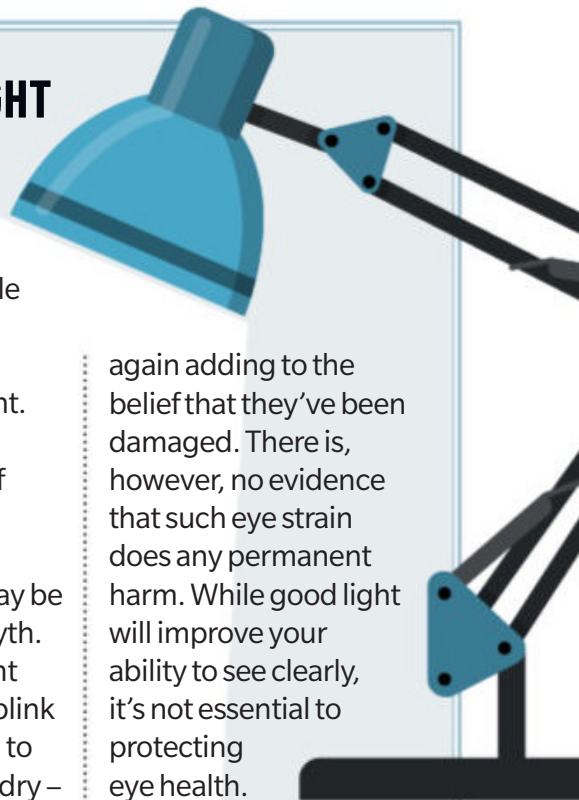 GHT
le
nt.
f
ay be
yth.
nt
blink
to
dry –
again adding to the
belief that they’ve been
damaged. There is,
however, no evidence
that such eye strain
does any permanent
harm. While good light
will improve your
ability to see clearly,
it’s not essential to
protecting
eye health.